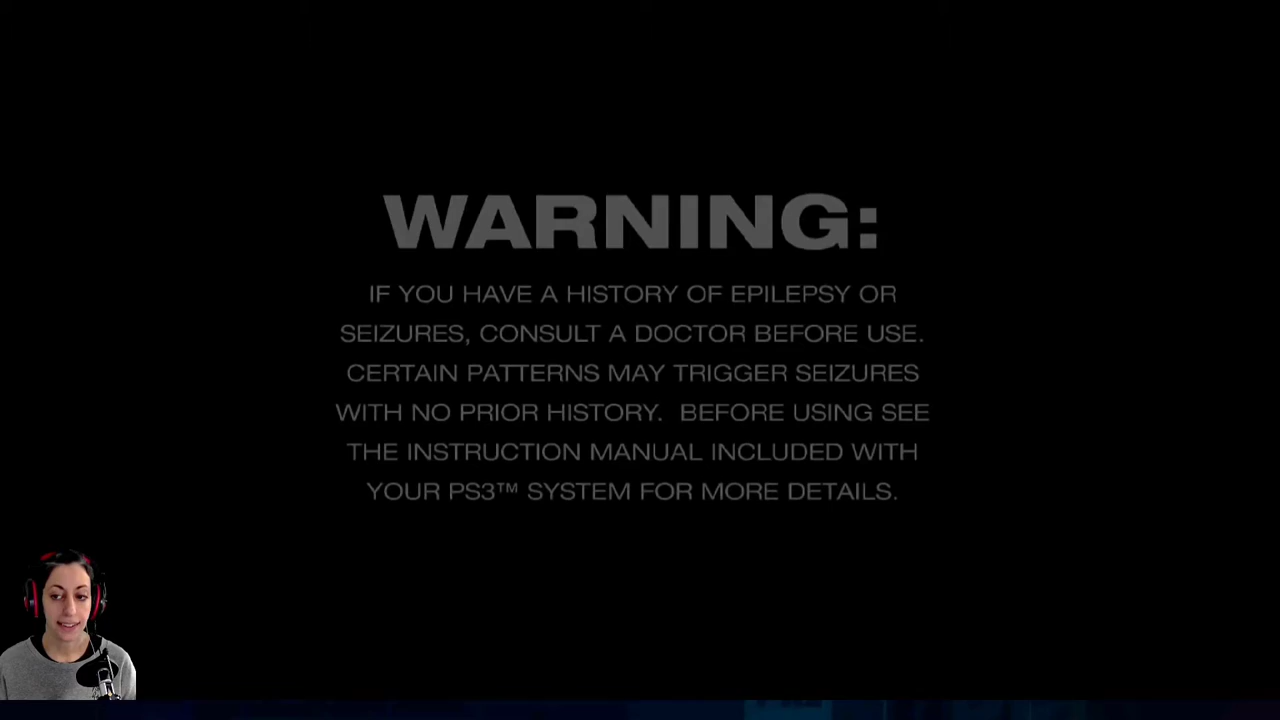 WARNING:
IF YOU HAVE A HISTORY OF EPILEPSY OR
SEIZURES, CONSULT A DOCTOR BEFORE USE.
CERTAIN PATTERNS MAY TRIGGER SEIZURES
WITH NO PRIOR HISTORY.  BEFORE USING SEE
THE INSTRUCTION MANUAL INCLUDED WITH
YOUR PS3™ SYSTEM FOR MORE DETAILS.